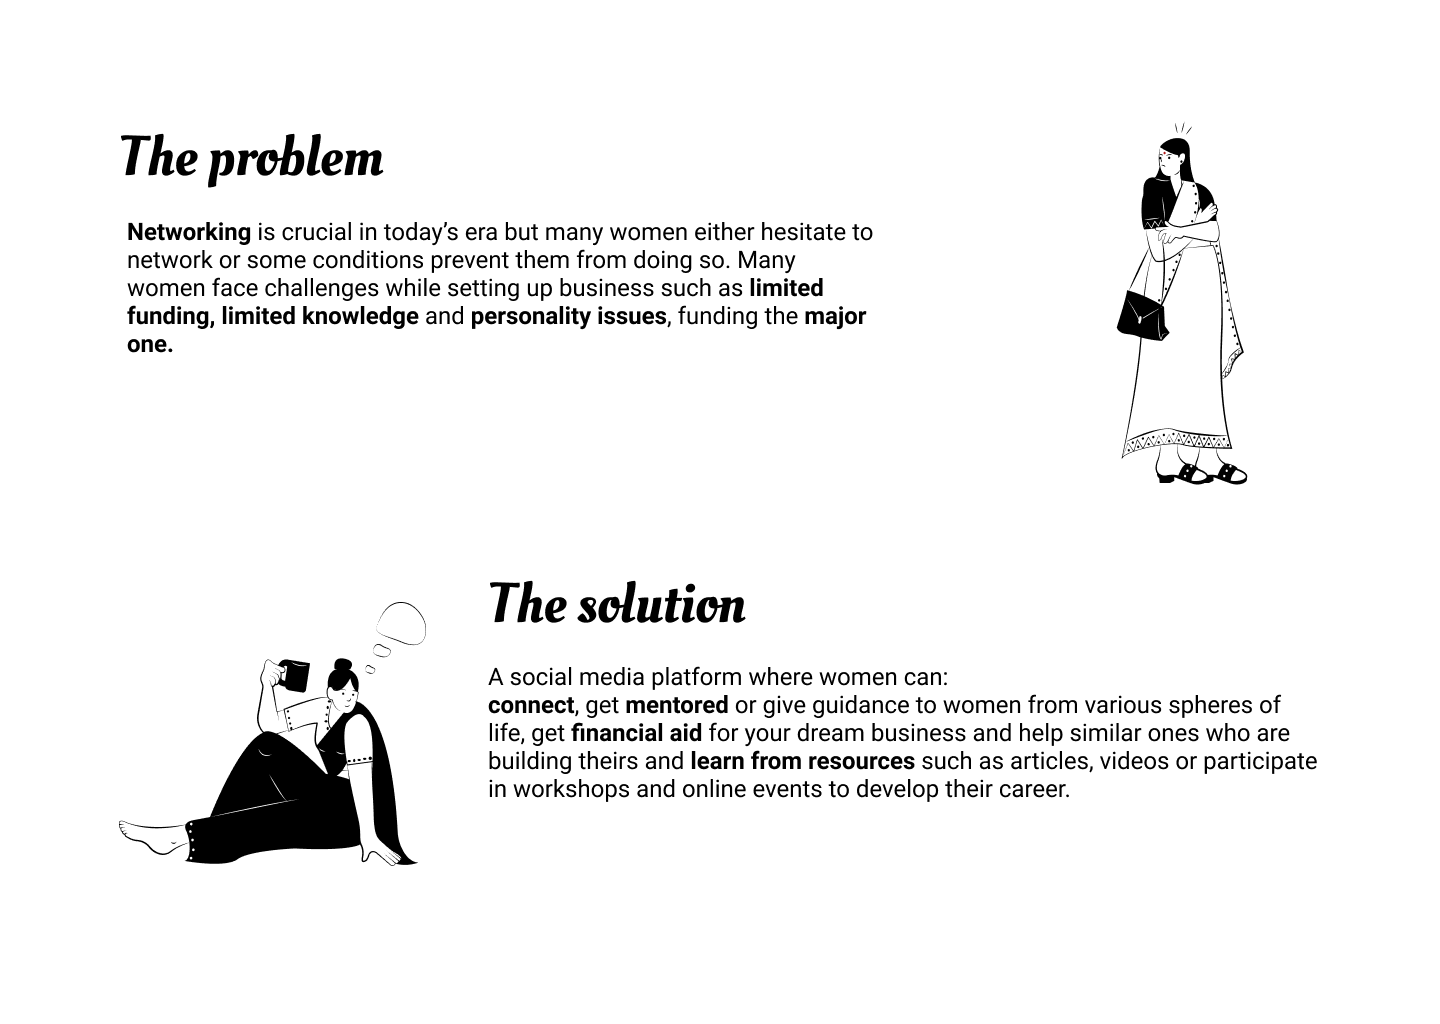 The problem
Networking is crucial in today’s era but many women either hesitate to
network or some conditions prevent them from doing so. Many
women face challenges while setting up business such as limited
funding, limited knowledge and personality issues, funding the major
one.
The solution
A social media platform where women can:
connect, get mentored or give guidance to women from various spheres of
life, get financial aid for your dream business and help similar ones who are
building theirs and learn from resources such as articles, videos or participate
in workshops and online events to develop their career.